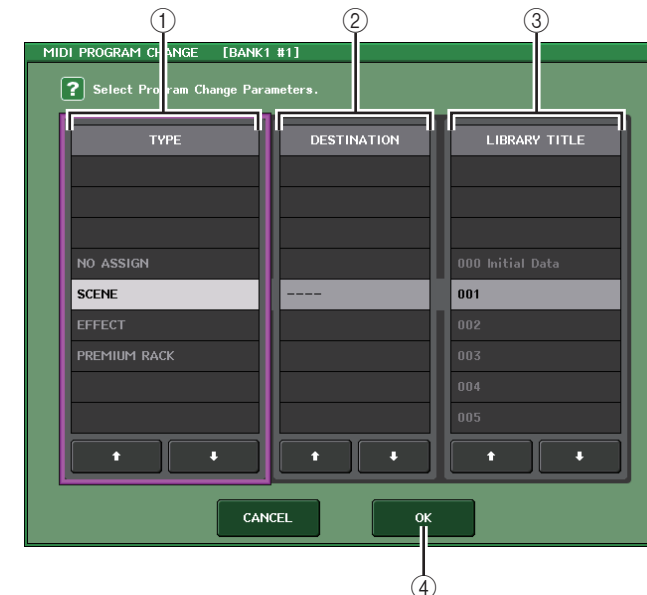 ① ② ③
MIDI PROGRAM CHANGE [BANK1 #1]
? Select Program Change Parameters.
TYPE DESTINATION LIBRARY TITLE
NO ASSIGN 000 Initial Data
SCENE ---- 001
EFFECT 002
PREMIUM RACK 003
004
005
CANCEL OK
④